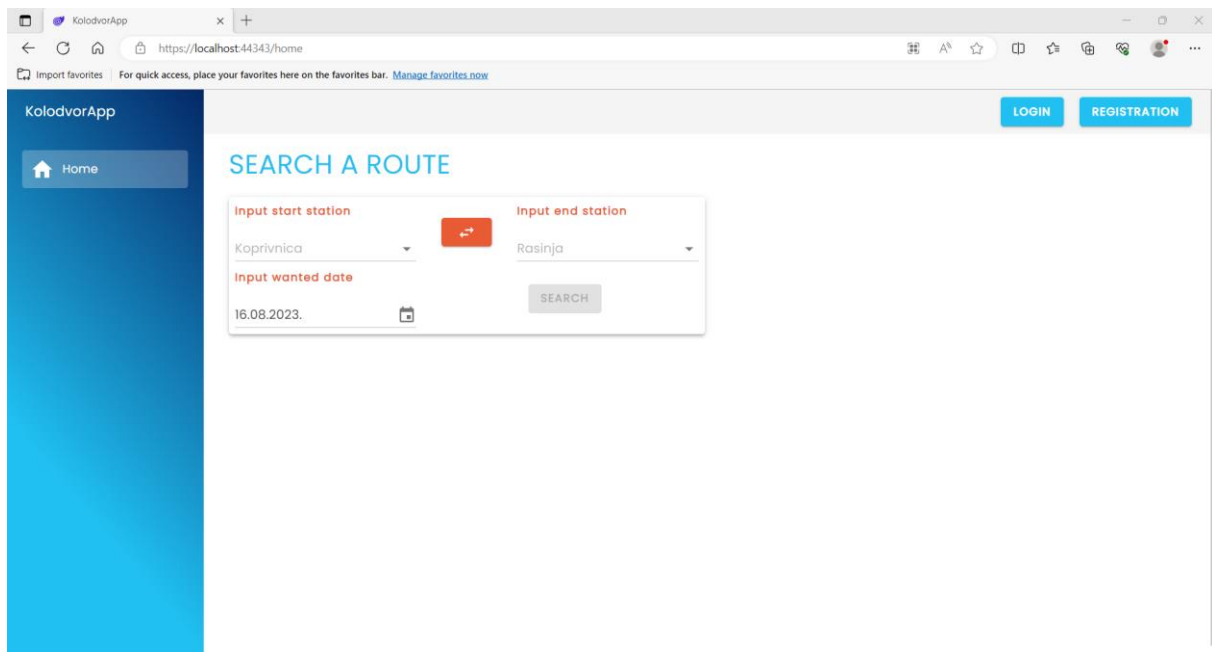 KolodvorApp
https://localhost:44343/home
Import favorites For quick access, place your favorites here on the favorites bar. Manage favorites now
KolodvorApp LOGIN REGISTRATION
Home
SEARCH A ROUTE
Input start station Input end station
Koprivnica Rasinja
Input wanted date
SEARCH
16.08.2023.